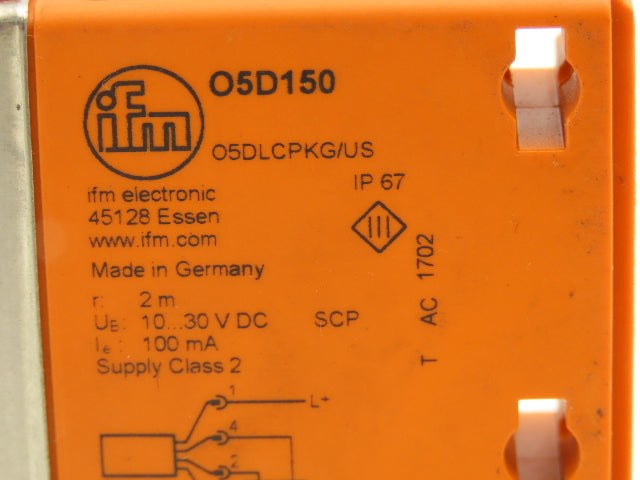 ifm
O5D150
O5DLCPKG/US
IP 67
ifm electronic
45128 Essen
www.ifm.com
III
Made in Germany
r: 2 m
UB: 10...30 V DC SCP
Ie: 100 mA
Supply Class 2
T AC 1702
1
L+
4
2